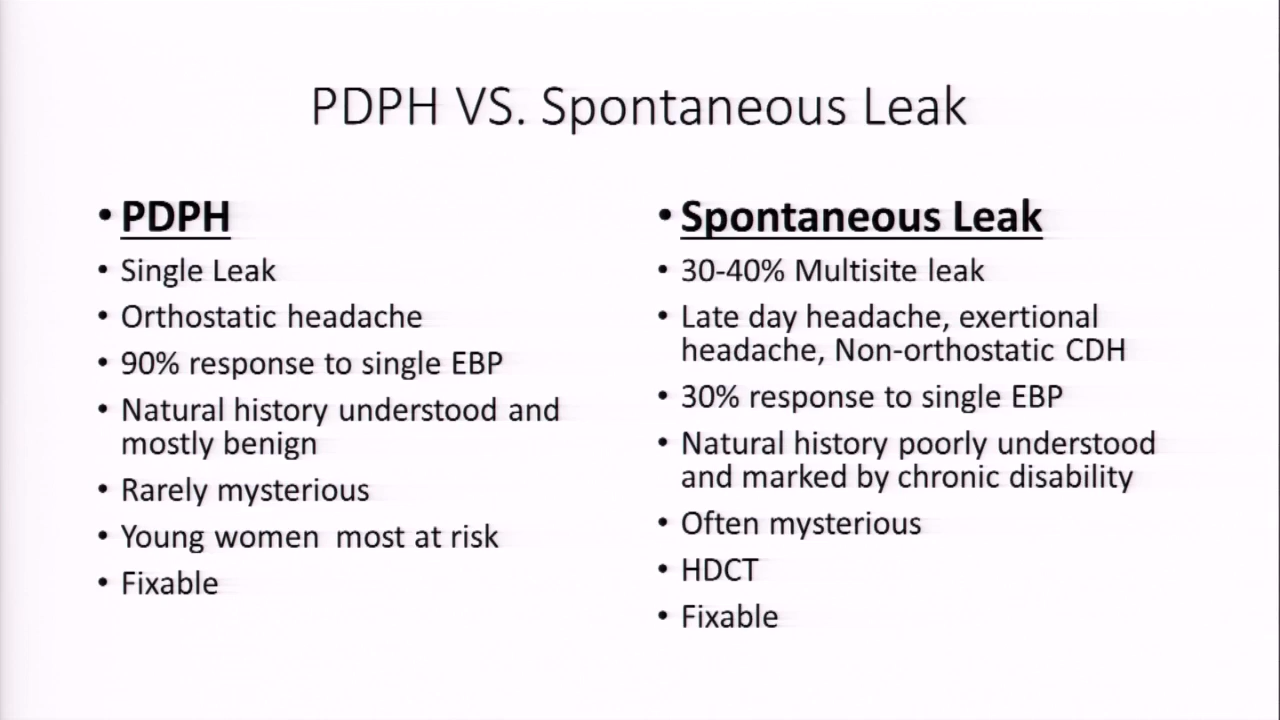 PDPH VS. Spontaneous Leak
• PDPH
• Single Leak
• Orthostatic headache
• 90% response to single EBP
• Natural history understood and
mostly benign
• Rarely mysterious
• Young women  most at risk
• Fixable
• Spontaneous Leak
• 30-40% Multisite leak
• Late day headache, exertional
headache, Non-orthostatic CDH
• 30% response to single EBP
• Natural history poorly understood
and marked by chronic disability
• Often mysterious
• HDCT
• Fixable